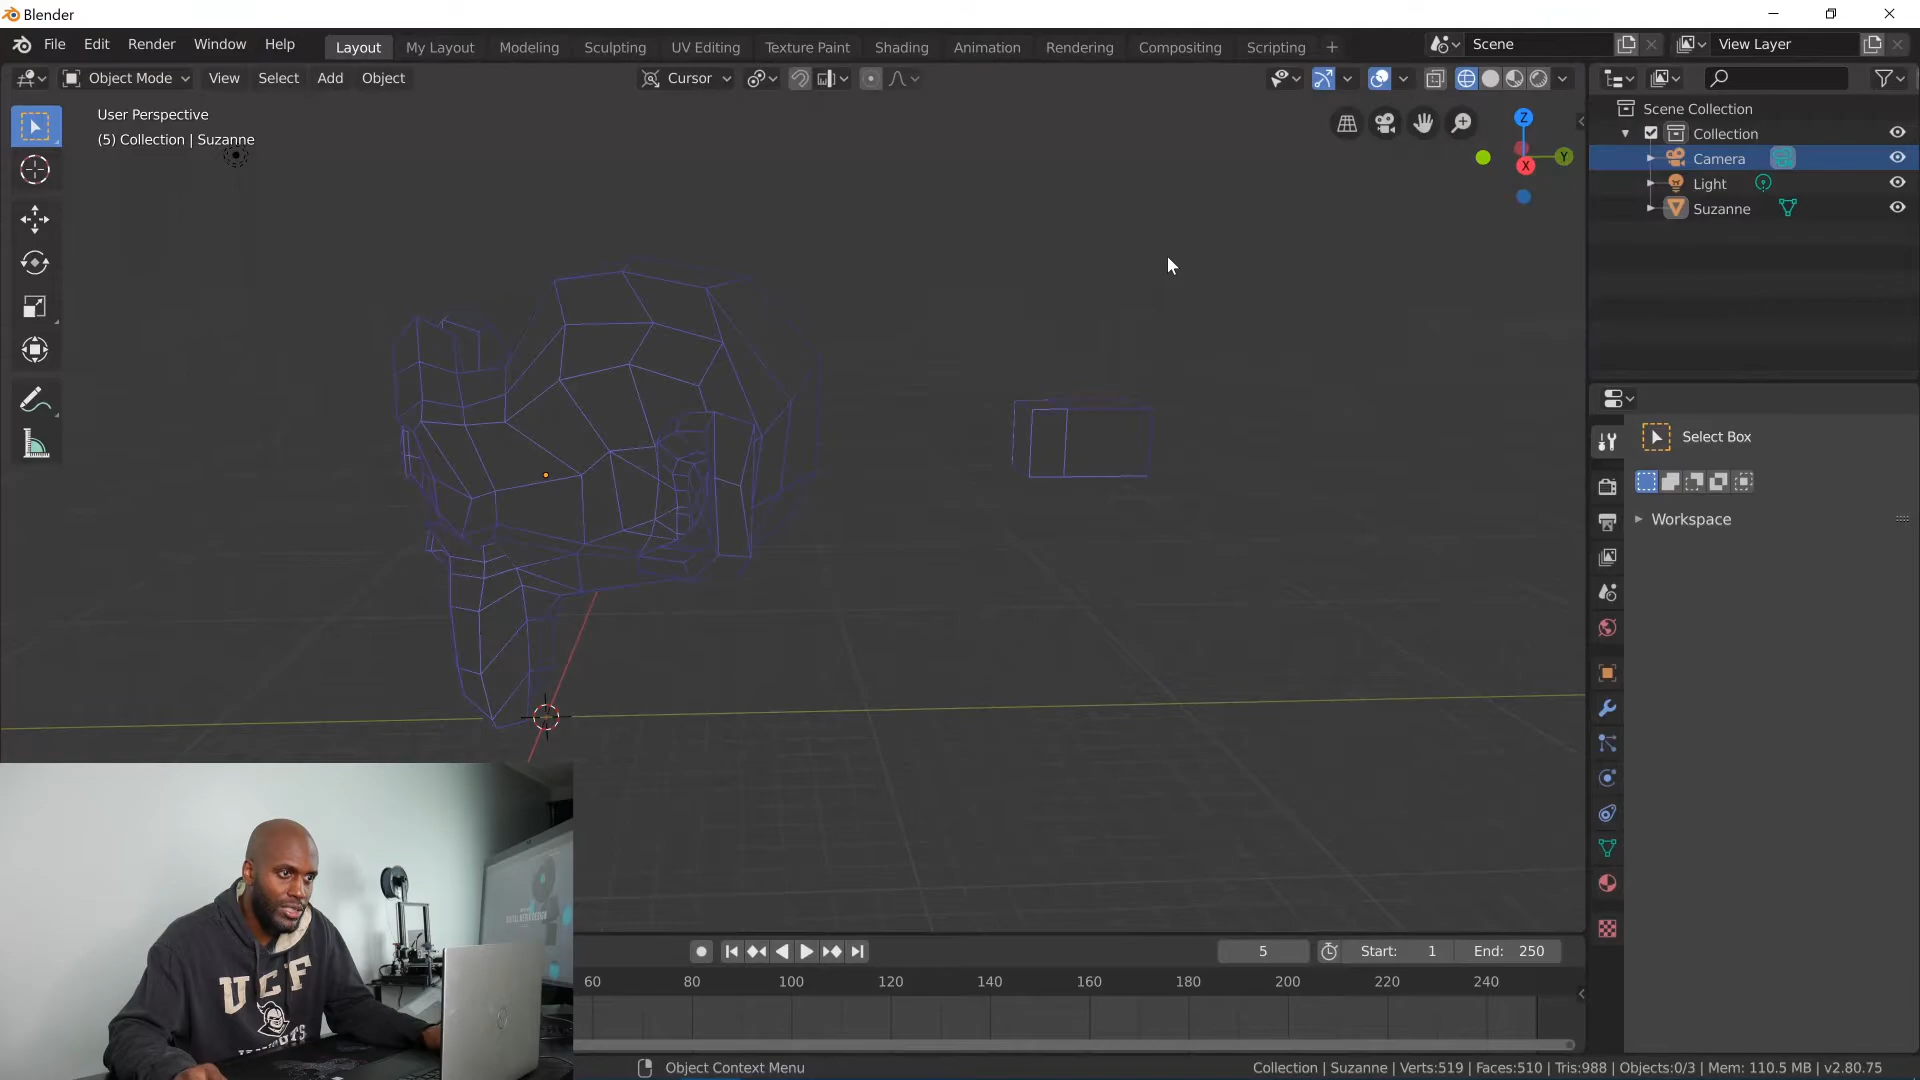 Blender
File Edit Render Window Help Layout My Layout Modeling Sculpting UV Editing Texture Paint Shading Animation Rendering Compositing Scripting + Scene View Layer
Object Mode View Select Add Object Cursor
User Perspective
(5) Collection | Suzanne
Z
Y
X
Scene Collection
Collection
Camera
Light
Suzanne
Select Box
Workspace
5 Start: 1 End: 250
60 80 100 120 140 160 180 200 220 240
Object Context Menu
Collection | Suzanne | Verts:519 | Faces:510 | Tris:988 | Objects:0/3 | Mem: 110.5 MB | v2.80.75
DIGITAL MEDIA DESIGN
UCF
KNIGHTS